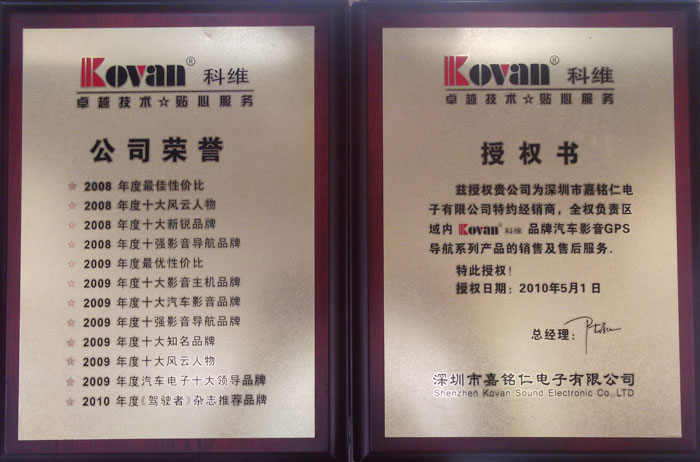 Kovan® 科维
卓越技术☆贴心服务
公司荣誉
☆ 2008 年度最佳性价比
☆ 2008 年度十大风云人物
☆ 2008 年度十大新锐品牌
☆ 2008 年度十强影音导航品牌
☆ 2009 年度最优性价比
☆ 2009 年度十大影音主机品牌
☆ 2009 年度十大汽车影音品牌
☆ 2009 年度十强影音导航品牌
☆ 2009 年度十大知名品牌
☆ 2009 年度十大风云人物
☆ 2009 年度汽车电子十大领导品牌
☆ 2010 年度《驾驶者》杂志推荐品牌
Kovan® 科维
卓越技术☆贴心服务
授权书
兹授权贵公司为深圳市嘉铭仁电
子有限公司特约经销商，全权负责区
域内 Kovan® 科维 品牌汽车影音GPS
导航系列产品的销售及售后服务.
特此授权！
授权日期：2010年5月1日
总经理：
深圳市嘉铭仁电子有限公司
Shenzhen Kovan Sound Electronic Co.,LTD